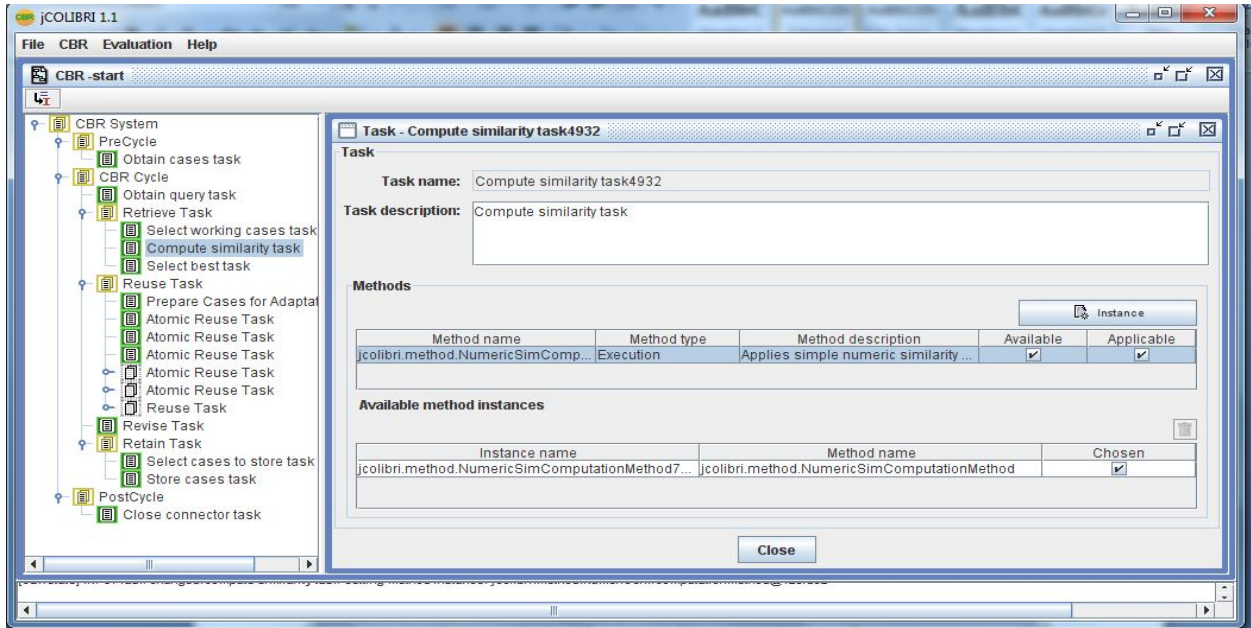 CBR jCOLIBRI 1.1
File CBR Evaluation Help
CBR -start
CBR System
PreCycle
Obtain cases task
CBR Cycle
Obtain query task
Retrieve Task
Select working cases task
Compute similarity task
Select best task
Reuse Task
Prepare Cases for Adaptat
Atomic Reuse Task
Atomic Reuse Task
Atomic Reuse Task
Atomic Reuse Task
Atomic Reuse Task
Reuse Task
Revise Task
Retain Task
Select cases to store task
Store cases task
PostCycle
Close connector task
Task - Compute similarity task4932
Task
Task name: Compute similarity task4932
Task description: Compute similarity task
Methods
Instance
Method name Method type Method description Available Applicable
jcolibri.method.NumericSimComp... Execution Applies simple numeric similarity ...
Available method instances
Instance name Method name Chosen
jcolibri.method.NumericSimComputationMethod7... jcolibri.method.NumericSimComputationMethod
Close